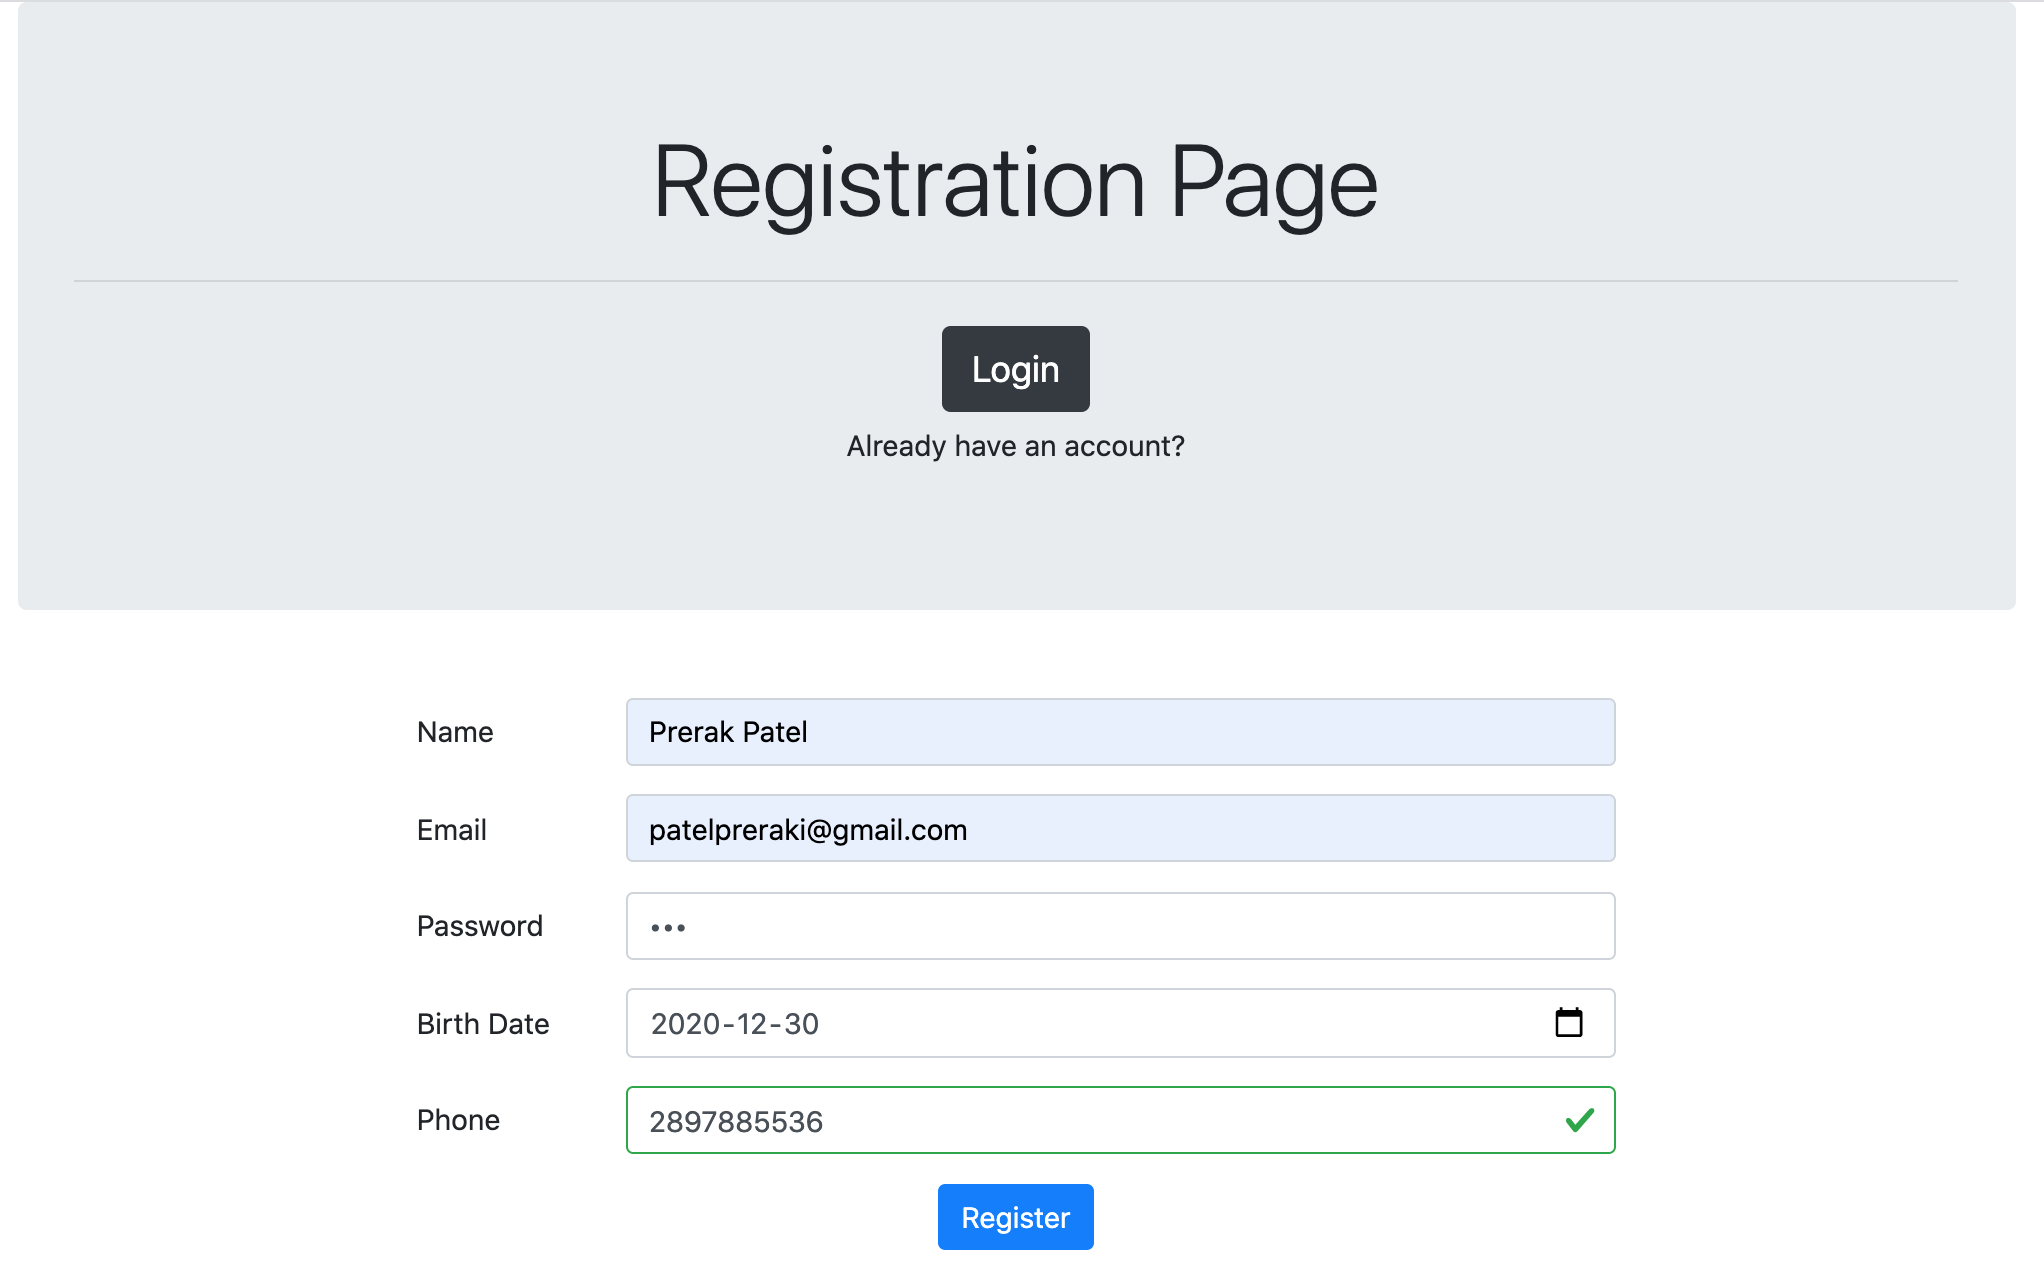 Registration Page
Login
Already have an account?
Name Prerak Patel
Email patelpreraki@gmail.com
Password •••
Birth Date 2020-12-30
Phone 2897885536
Register